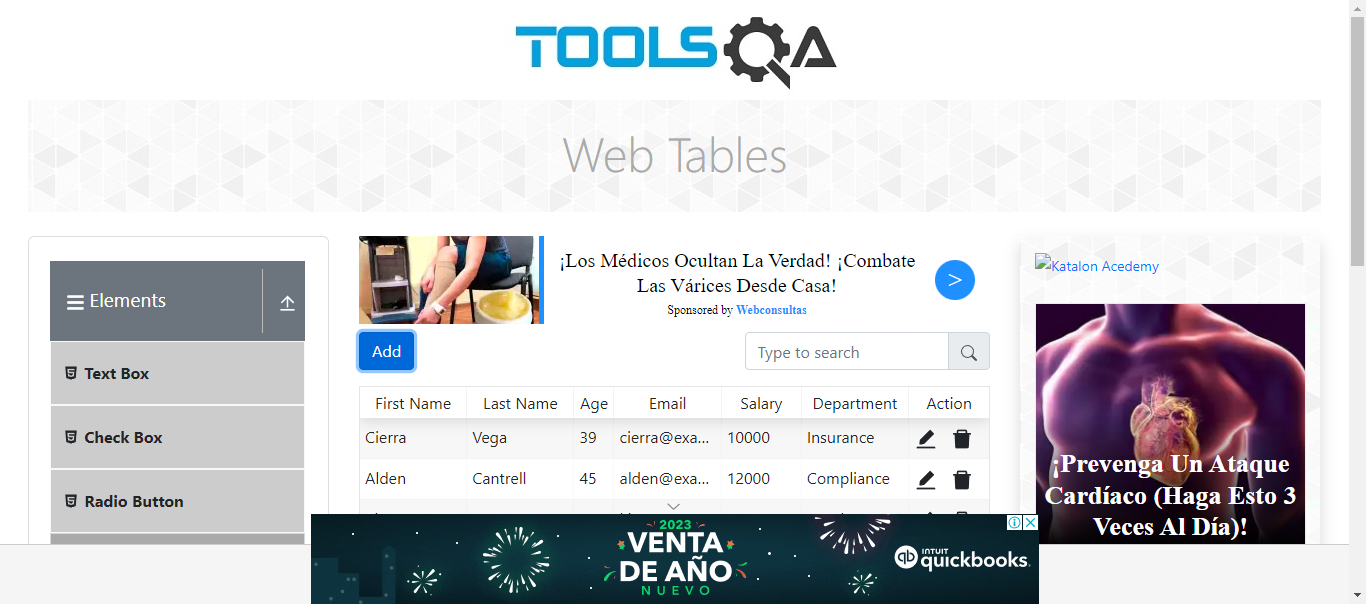 TOOLSQA
Web Tables
Elements
Text Box
Check Box
Radio Button
¡Los Médicos Ocultan La Verdad! ¡Combate
Las Várices Desde Casa!
Sponsored by Webconsultas
>
Add
Type to search
First Name Last Name Age Email Salary Department Action
Cierra Vega 39 cierra@exa... 10000 Insurance
Alden Cantrell 45 alden@exa... 12000 Compliance
Katalon Acedemy
¡Prevenga Un Ataque
Cardíaco (Haga Esto 3
Veces Al Día)!
2023
VENTA
DE AÑO
NUEVO
qb INTUIT
quickbooks.